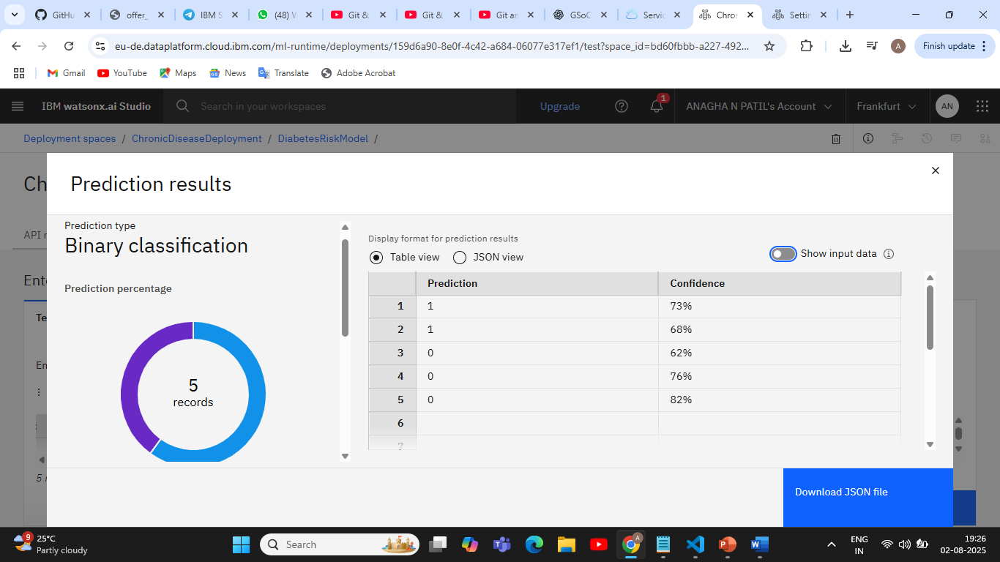 GitHu
offer_
IBM S
(48) W
Git &
Git &
Git an
GSoC
Servic
Chron
Settin
eu-de.dataplatform.cloud.ibm.com/ml-runtime/deployments/159d6a90-8e0f-4c42-a684-06077e317ef1/test?space_id=bd60fbbb-a227-492...
A
Finish update
Gmail
YouTube
Maps
News
Translate
Adobe Acrobat
IBM watsonx.ai Studio
Search in your workspaces
Upgrade
1
ANAGHA N PATIL's Account
Frankfurt
AN
Deployment spaces / ChronicDiseaseDeployment / DiabetesRiskModel /
Ch
Prediction results
API r
Prediction type
Binary classification
Prediction percentage
5
records
Display format for prediction results
Table view
JSON view
Show input data
Prediction Confidence
1 1 73%
2 1 68%
3 0 62%
4 0 76%
5 0 82%
6
7
Ente
Te
En
5 r
Download JSON file
9
25°C
Partly cloudy
Search
A
ENG
IN
19:26
02-08-2025